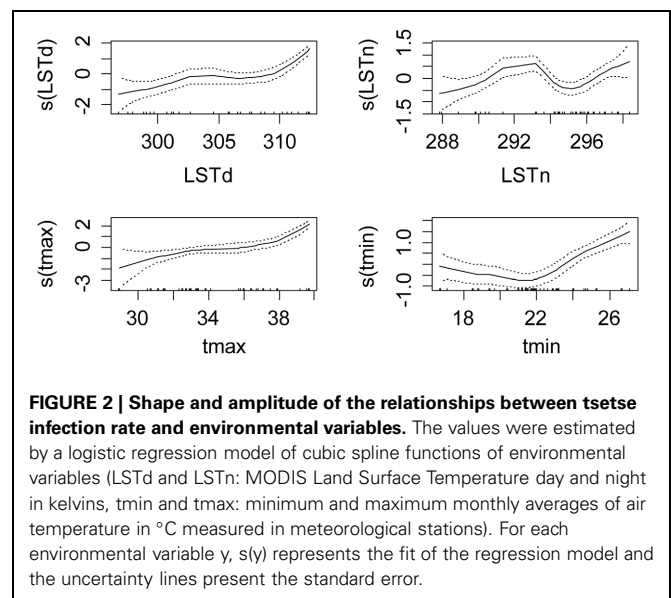 s(LSTd)
2
0
-2
300 305 310
LSTd
s(LSTn)
1.5
0
-1.5
288 292 296
LSTn
s(tmax)
2
0
-3
30 34 38
tmax
s(tmin)
1.0
-1.0
18 22 26
tmin
FIGURE 2 | Shape and amplitude of the relationships between tsetse
infection rate and environmental variables. The values were estimated
by a logistic regression model of cubic spline functions of environmental
variables (LSTd and LSTn: MODIS Land Surface Temperature day and night
in kelvins, tmin and tmax: minimum and maximum monthly averages of air
temperature in °C measured in meteorological stations). For each
environmental variable y, s(y) represents the fit of the regression model and
the uncertainty lines present the standard error.